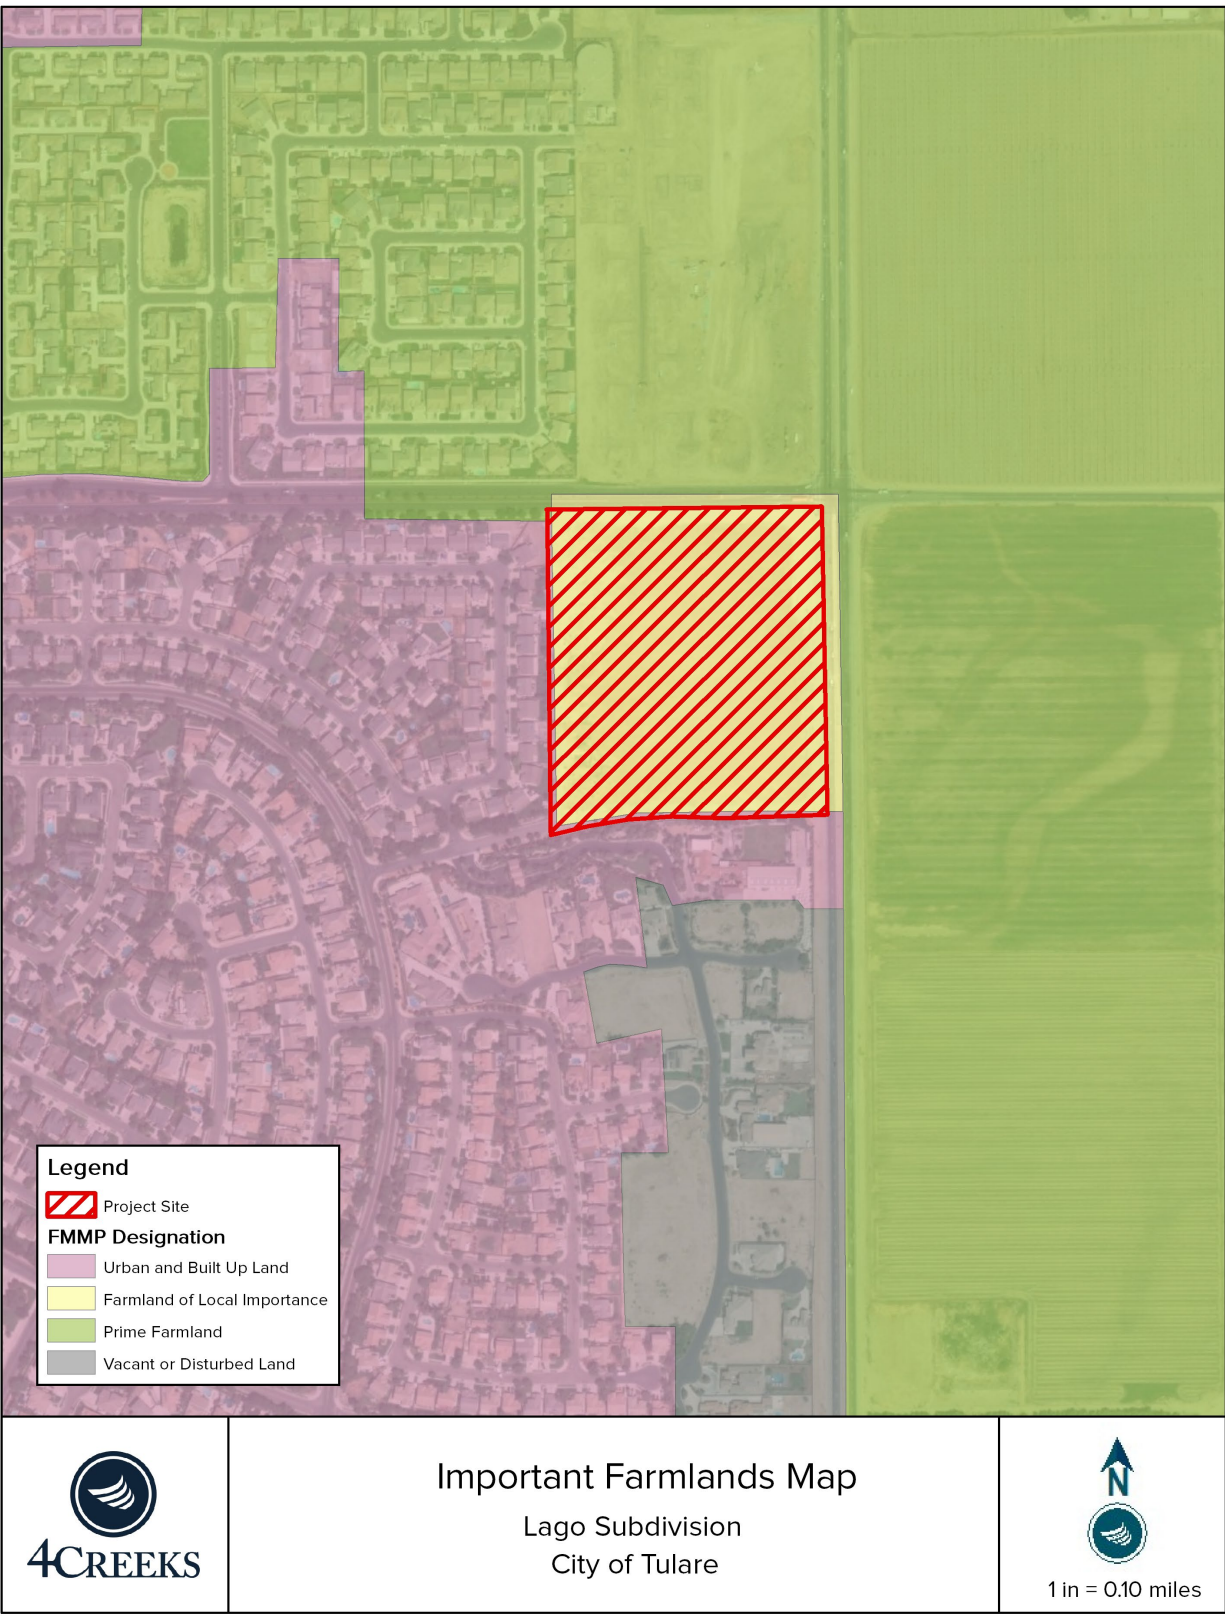 Legend
Project Site
FMMP Designation
Urban and Built Up Land
Farmland of Local Importance
Prime Farmland
Vacant or Disturbed Land
4CREEKS
Important Farmlands Map
Lago Subdivision
City of Tulare
N
1 in = 0.10 miles